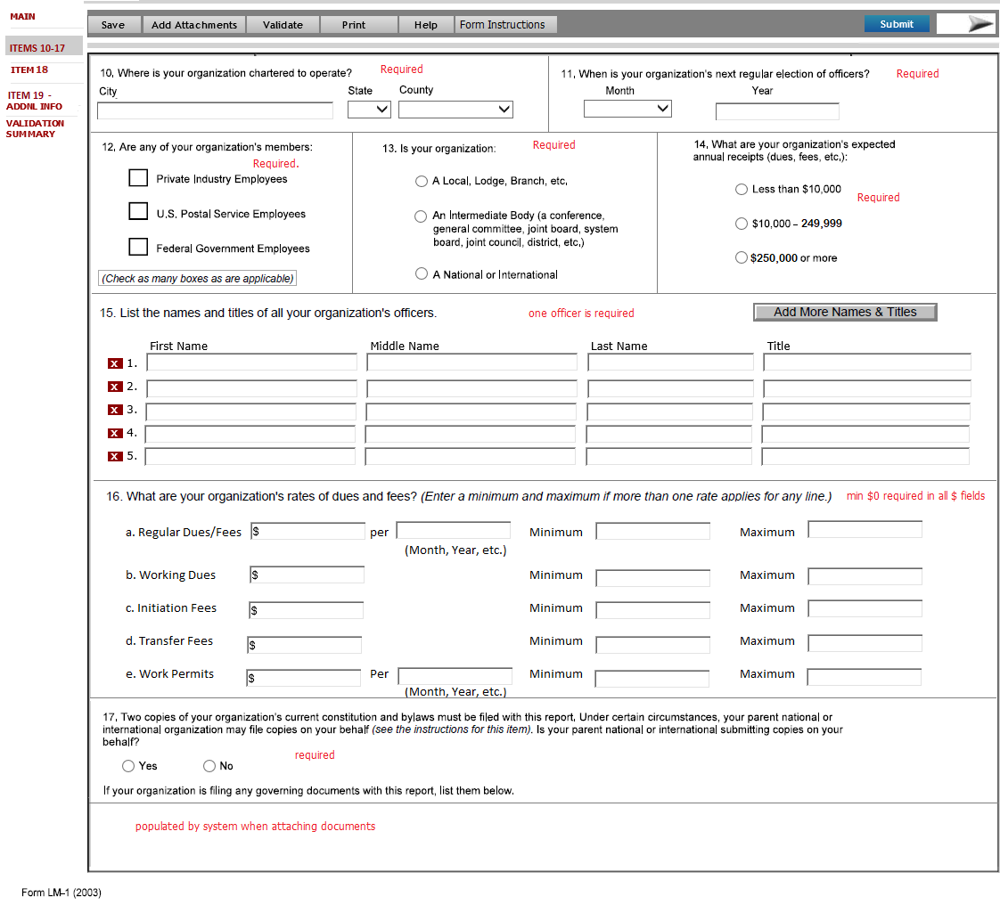 MAIN
ITEMS 10-17
ITEM 18
ITEM 19 -
ADDNL INFO
VALIDATION
SUMMARY
Save Add Attachments Validate Print Help Form Instructions Submit
10. Where is your organization chartered to operate? Required
City State County
11. When is your organization's next regular election of officers? Required
Month Year
12. Are any of your organization's members:
Required.
Private Industry Employees
U.S. Postal Service Employees
Federal Government Employees
(Check as many boxes as are applicable)
13. Is your organization: Required
A Local, Lodge, Branch, etc.
An Intermediate Body (a conference,
general committee, joint board, system
board, joint council, district, etc.)
A National or International
14. What are your organization's expected
annual receipts (dues, fees, etc.):
Less than $10,000
Required
$10,000 – 249,999
$250,000 or more
15. List the names and titles of all your organization's officers. one officer is required Add More Names & Titles
First Name Middle Name Last Name Title
X 1.
X 2.
X 3.
X 4.
X 5.
16. What are your organization's rates of dues and fees? (Enter a minimum and maximum if more than one rate applies for any line.) min $0 required in all $ fields
a. Regular Dues/Fees $ per Minimum Maximum
(Month, Year, etc.)
b. Working Dues $ Minimum Maximum
c. Initiation Fees $ Minimum Maximum
d. Transfer Fees $ Minimum Maximum
e. Work Permits $ Per Minimum Maximum
(Month, Year, etc.)
17. Two copies of your organization's current constitution and bylaws must be filed with this report. Under certain circumstances, your parent national or
international organization may file copies on your behalf (see the instructions for this item). Is your parent national or international submitting copies on your
behalf?
required
Yes No
If your organization is filing any governing documents with this report, list them below.
populated by system when attaching documents
Form LM-1 (2003)